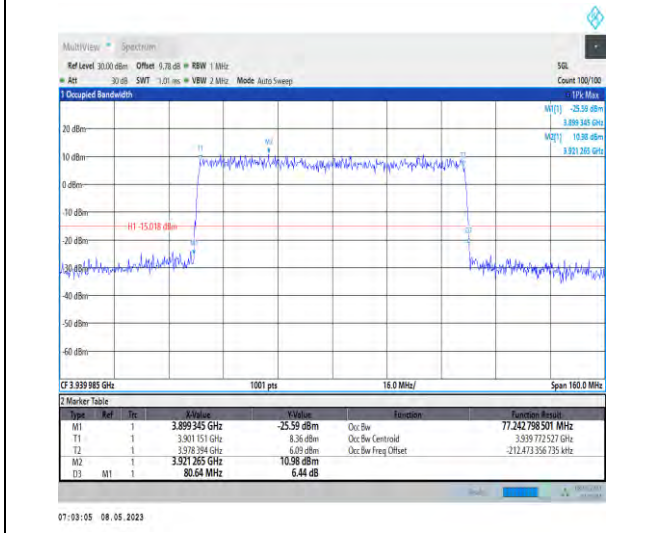 MultiView Spectrum
Ref Level 30.00 dBm Offset 9.78 dB RBW 1 MHz SGL
Att 30 dB SWT 1.01 ms VBW 2 MHz Mode Auto Sweep Count 100/100
1 Occupied Bandwidth 1Pk Max
M1[1] -25.59 dBm
3.899 345 GHz
20 dBm
M2[1] 10.98 dBm
3.921 265 GHz
T1 M2
10 dBm
0 dBm
-10 dBm
H1 -15.018 dBm
-20 dBm
M1
-30 dBm
-40 dBm
-50 dBm
-60 dBm
CF 3.939 985 GHz 1001 pts 16.0 MHz/ Span 160.0 MHz
2 Marker Table
Type Ref Trc X-Value Y-Value Function Function Result
M1 1 3.899 345 GHz -25.59 dBm Occ Bw 77.242 798 501 MHz
T1 1 3.901 151 GHz 8.36 dBm Occ Bw Centroid 3.939 772 527 GHz
T2 1 3.978 394 GHz 6.09 dBm Occ Bw Freq Offset -212.473 356 735 kHz
M2 1 3.921 265 GHz 10.98 dBm
D3 M1 1 80.64 MHz 6.44 dB
07:03:05 08.05.2023